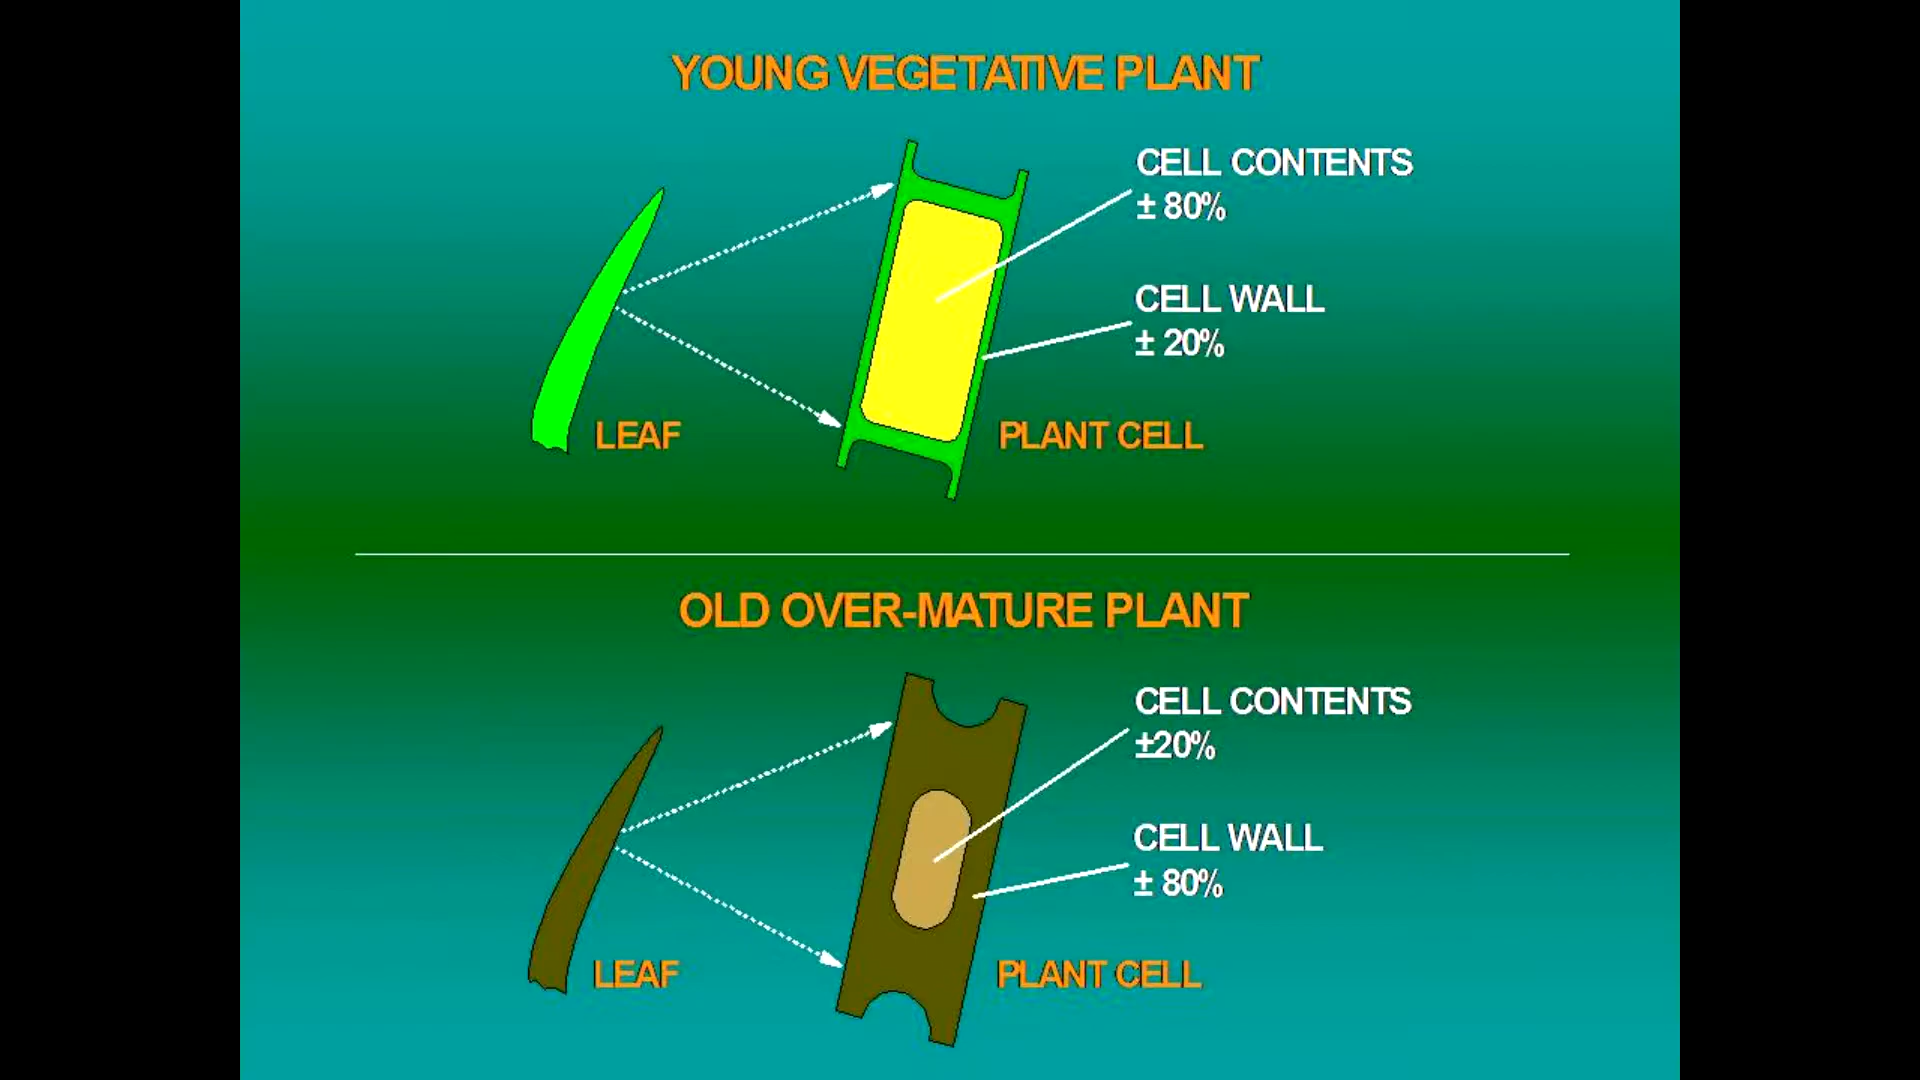 YOUNG VEGETATIVE PLANT
CELL CONTENTS
± 80%
CELL WALL
± 20%
LEAF
PLANT CELL
OLD OVER-MATURE PLANT
CELL CONTENTS
±20%
CELL WALL
± 80%
LEAF
PLANT CELL